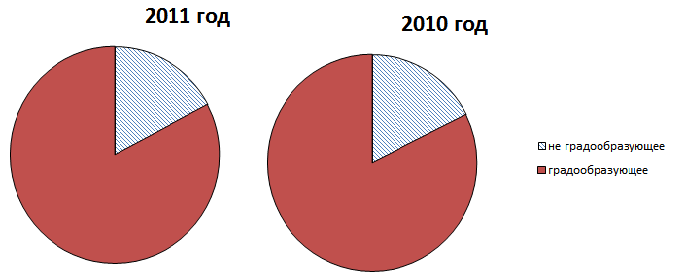 2011 год
2010 год
не градообразующее
градообразующее